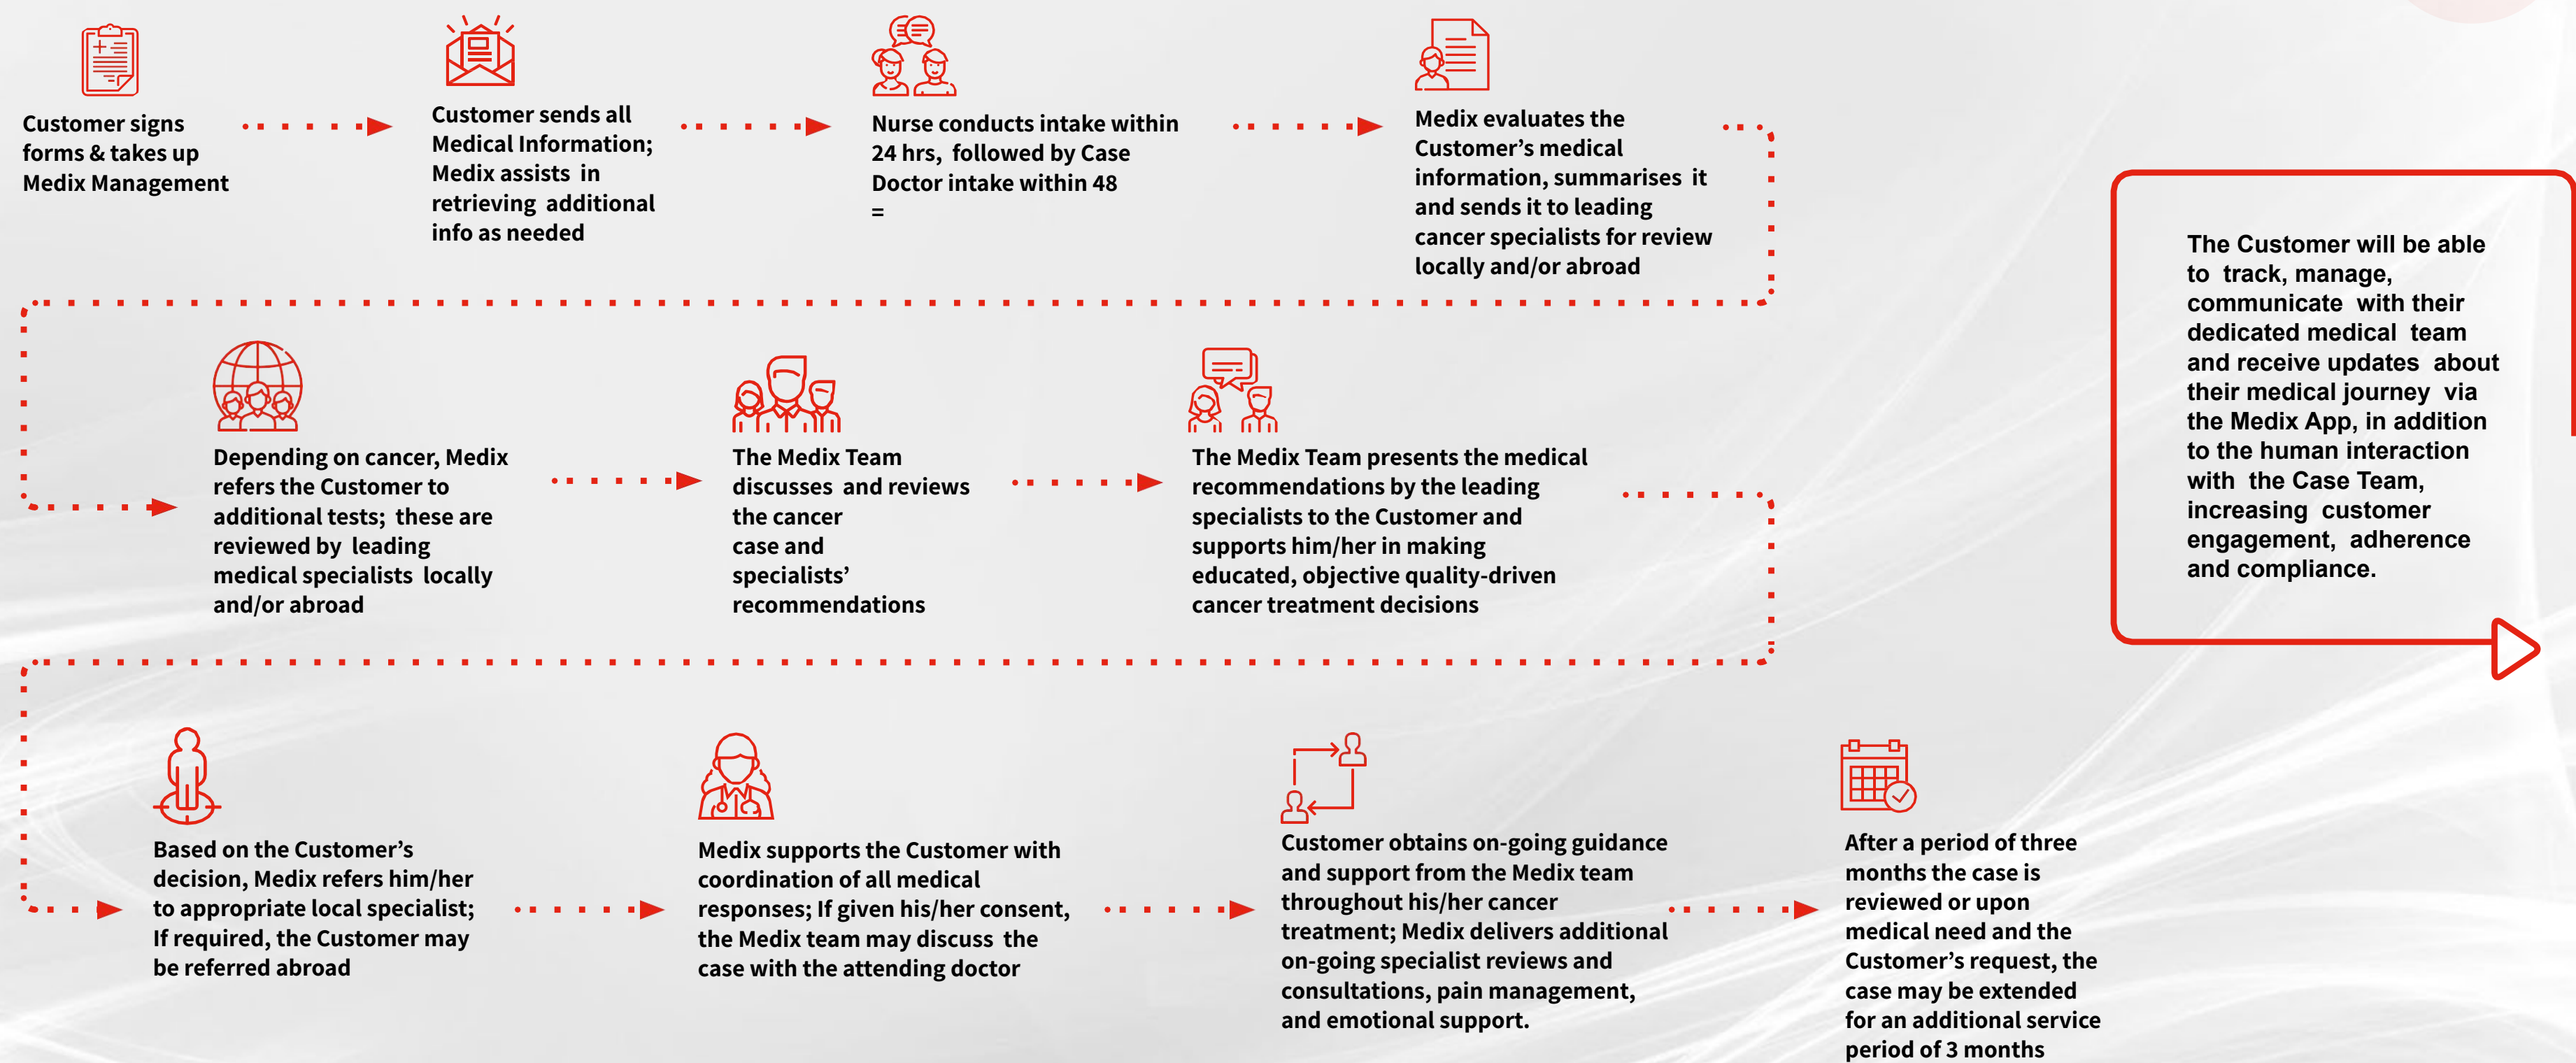 Customer signs
forms & takes up
Medix Management
Customer sends all
Medical Information;
Medix assists in
retrieving additional
info as needed
Nurse conducts intake within
24 hrs, followed by Case
Doctor intake within 48
=
Medix evaluates the
Customer’s medical
information, summarises it
and sends it to leading
cancer specialists for review
locally and/or abroad
Depending on cancer, Medix
refers the Customer to
additional tests; these are
reviewed by leading
medical specialists locally
and/or abroad
The Medix Team
discusses and reviews
the cancer
case and
specialists’
recommendations
The Medix Team presents the medical
recommendations by the leading
specialists to the Customer and
supports him/her in making
educated, objective quality-driven
cancer treatment decisions
Based on the Customer’s
decision, Medix refers him/her
to appropriate local specialist;
If required, the Customer may
be referred abroad
Medix supports the Customer with
coordination of all medical
responses; If given his/her consent,
the Medix team may discuss the
case with the attending doctor
Customer obtains on-going guidance
and support from the Medix team
throughout his/her cancer
treatment; Medix delivers additional
on-going specialist reviews and
consultations, pain management,
and emotional support.
After a period of three
months the case is
reviewed or upon
medical need and the
Customer’s request, the
case may be extended
for an additional service
period of 3 months
The Customer will be able
to track, manage,
communicate with their
dedicated medical team
and receive updates about
their medical journey via
the Medix App, in addition
to the human interaction
with the Case Team,
increasing customer
engagement, adherence
and compliance.